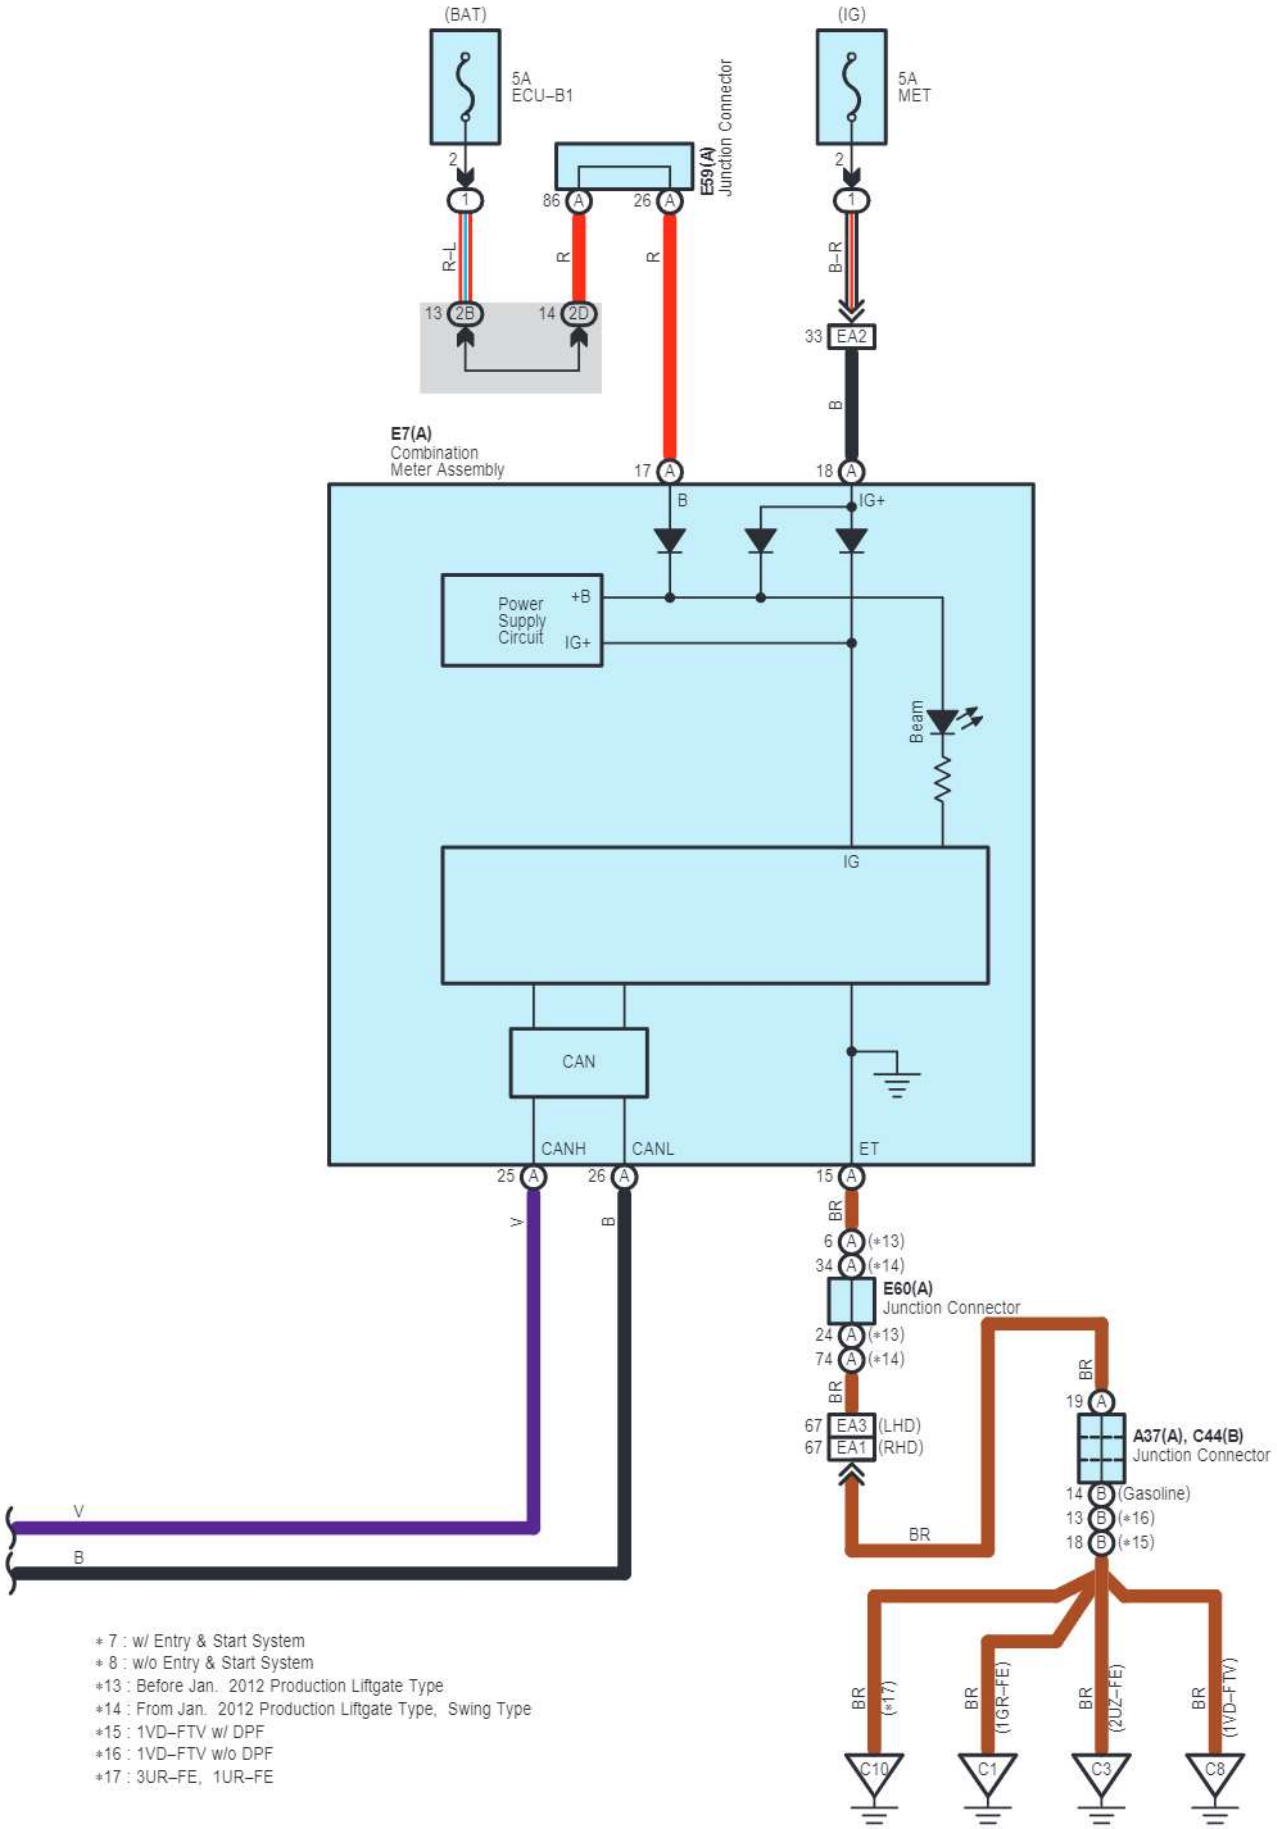 (BAT)
(IG)
5A
ECU–B1
5A
MET
E59(A)
Junction Connector
2
2
1
86 A
26 A
1
R–L
R
R
B–R
13 2B
14 2D
33 EA2
B
E7(A)
Combination
Meter Assembly
17 A
18 A
B
IG+
Power
Supply
Circuit
+B
IG+
Beam
IG
CAN
CANH
CANL
ET
25 A
26 A
15 A
V
B
BR
6 A (∗13)
34 A (∗14)
E60(A)
Junction Connector
24 A (∗13)
74 A (∗14)
BR
BR
19 A
67 EA3 (LHD)
67 EA1 (RHD)
A37(A), C44(B)
Junction Connector
14 B (Gasoline)
13 B (∗16)
18 B (∗15)
V
BR
B
∗ 7 : w/ Entry & Start System
∗ 8 : w/o Entry & Start System
∗13 : Before Jan. 2012 Production Liftgate Type
∗14 : From Jan. 2012 Production Liftgate Type, Swing Type
∗15 : 1VD–FTV w/ DPF
∗16 : 1VD–FTV w/o DPF
∗17 : 3UR–FE, 1UR–FE
BR
(∗17)
BR
(1GR–FE)
BR
(2UZ–FE)
BR
(1VD–FTV)
C10
C1
C3
C8